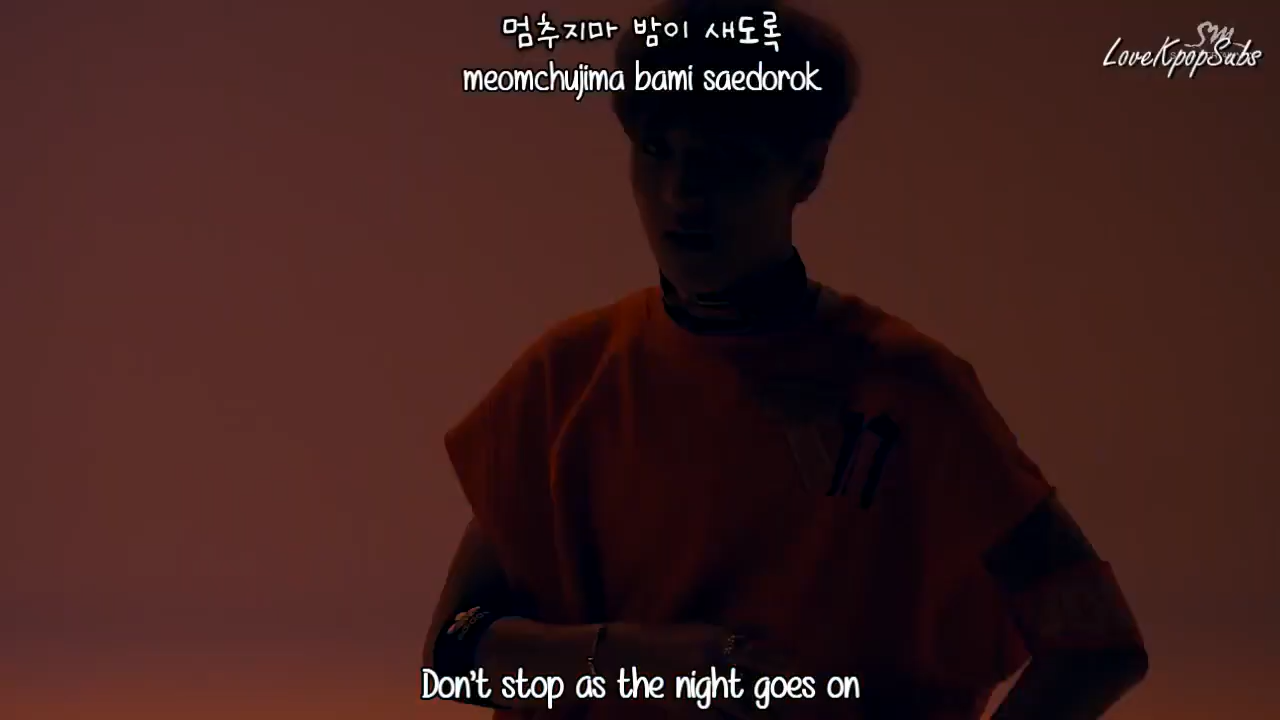 멈추지마 밤이 새도록
meomchujima bami saedorok
SM
LoveKpopSubs
Don't stop as the night goes on